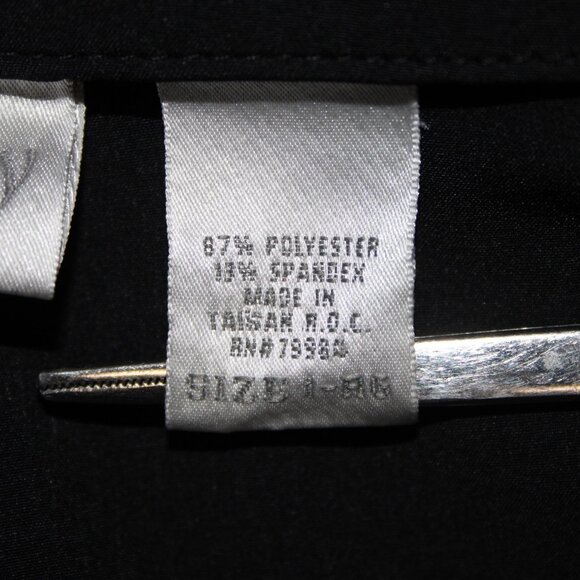 87% POLYESTER
13% SPANDEX
MADE IN
TAIWAN R.O.C.
SIZE